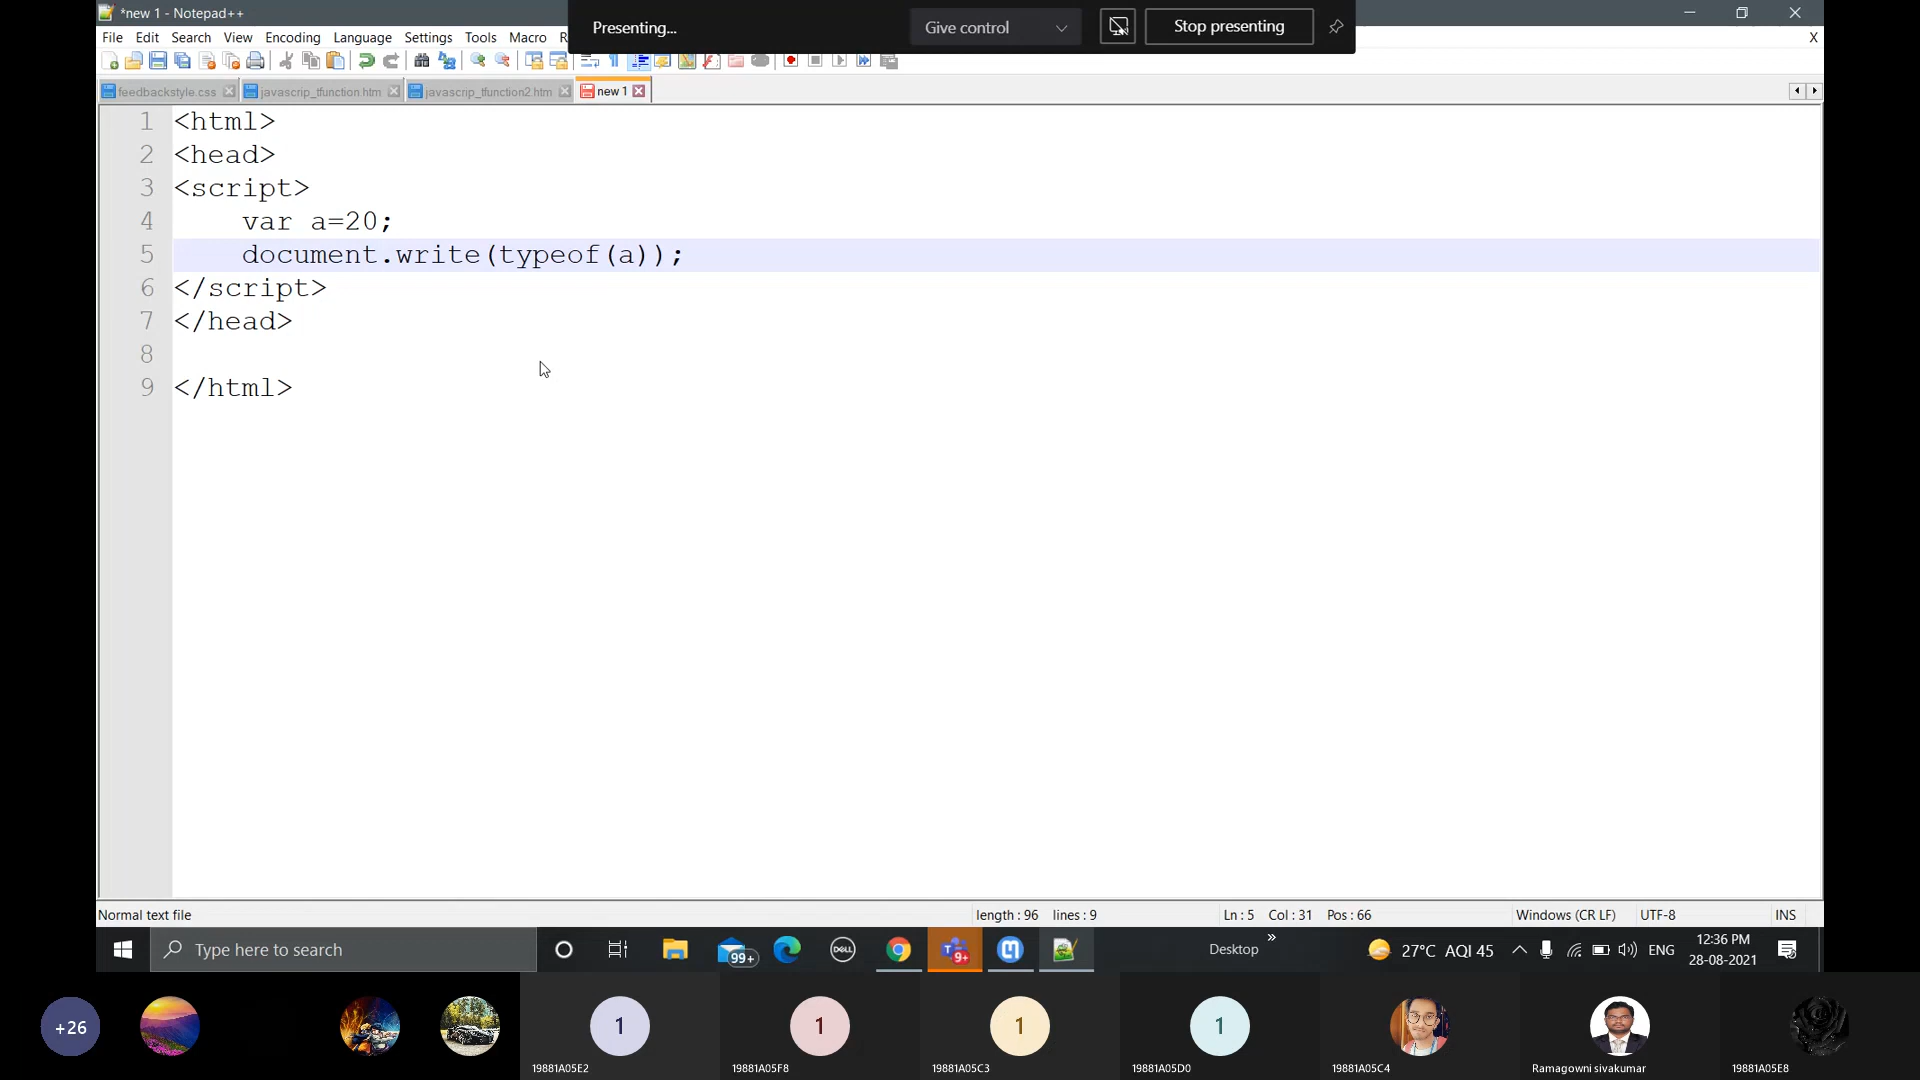 *new 1 - Notepad++
Presenting...
Give control
Stop presenting
File Edit Search View Encoding Language Settings Tools Macro R
X
feedbackstyle.css
javascrip_tfunction.htm
javascrip_tfunction2.htm
new 1
1 <html>
2 <head>
3 <script>
4 var a=20;
5 document.write(typeof(a));
6 </script>
7 </head>
8
9 </html>
Normal text file
length : 96 lines : 9
Ln : 5 Col : 31 Pos : 66
Windows (CR LF)
UTF-8
INS
Type here to search
99+
DELL
9+
Desktop
27°C AQI 45
ENG
12:36 PM
28-08-2021
+26
1
1
1
1
19881A05E2
19881A05F8
19881A05C3
19881A05D0
19881A05C4
Ramagowni sivakumar
19881A05E8